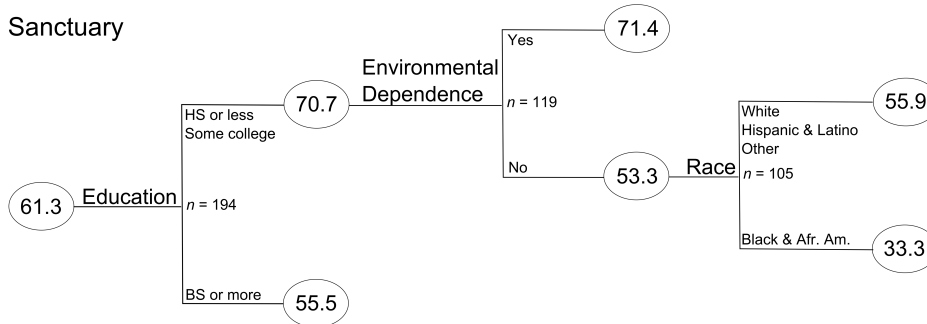 Sanctuary
Yes
71.4
Environmental
Dependence
n = 119
HS or less
Some college
70.7
White
Hispanic & Latino
Other
55.9
No
53.3
Race
n = 105
61.3
Education
n = 194
Black & Afr. Am.
33.3
BS or more
55.5